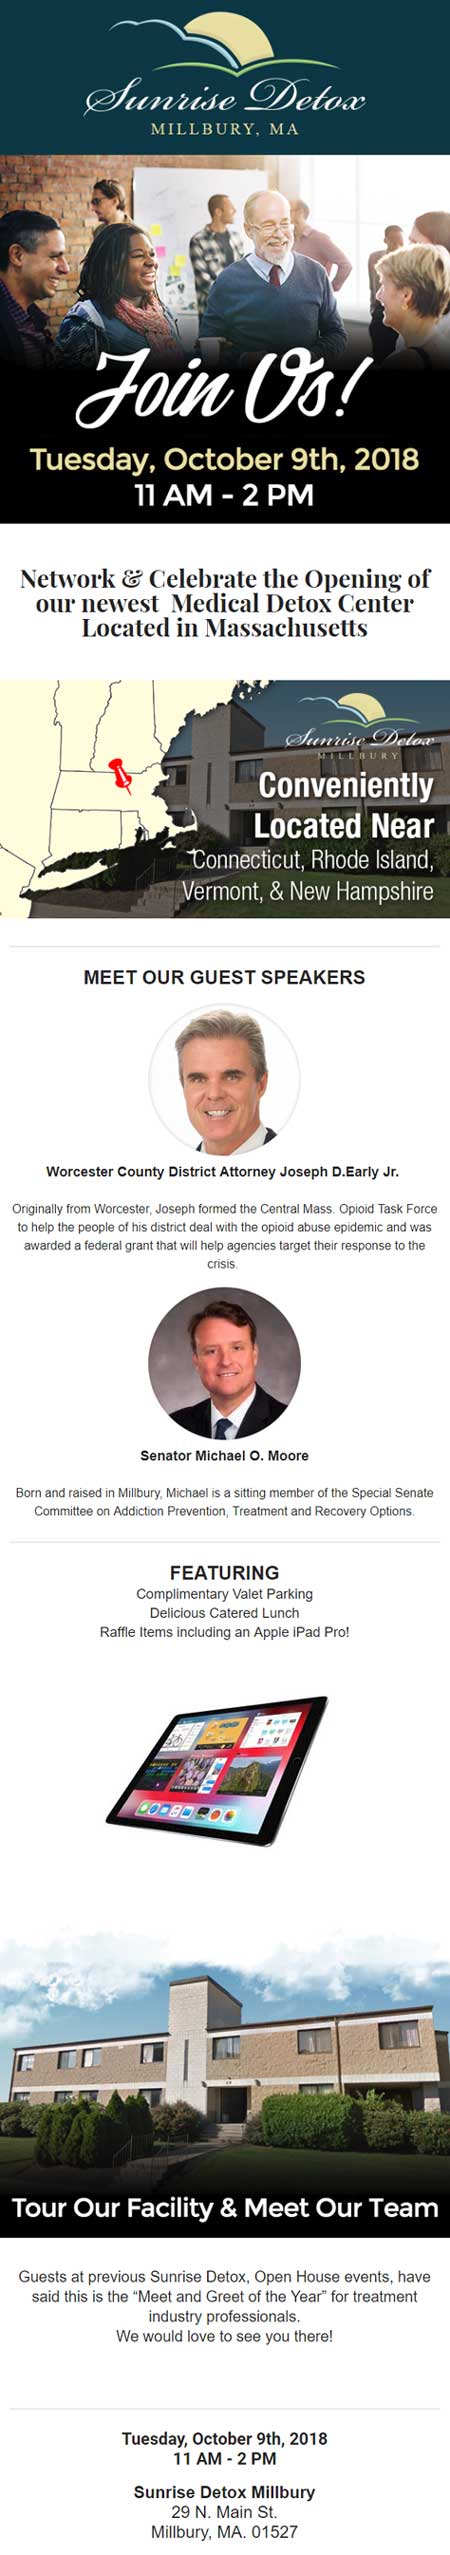 Sunrise Detox
MILLBURY, MA
Join Us!
Tuesday, October 9th, 2018
11 AM - 2 PM
Network & Celebrate the Opening of
our newest Medical Detox Center
Located in Massachusetts
Sunrise Detox
MILLBURY
Conveniently
Located Near
Connecticut, Rhode Island,
Vermont, & New Hampshire
MEET OUR GUEST SPEAKERS
Worcester County District Attorney Joseph D.Early Jr.
Originally from Worcester, Joseph formed the Central Mass. Opioid Task Force
to help the people of his district deal with the opioid abuse epidemic and was
awarded a federal grant that will help agencies target their response to the
crisis.
Senator Michael O. Moore
Born and raised in Millbury, Michael is a sitting member of the Special Senate
Committee on Addiction Prevention, Treatment and Recovery Options.
FEATURING
Complimentary Valet Parking
Delicious Catered Lunch
Raffle Items including an Apple iPad Pro!
Tour Our Facility & Meet Our Team
Guests at previous Sunrise Detox, Open House events, have
said this is the “Meet and Greet of the Year” for treatment
industry professionals.
We would love to see you there!
Tuesday, October 9th, 2018
11 AM - 2 PM
Sunrise Detox Millbury
29 N. Main St.
Millbury, MA. 01527